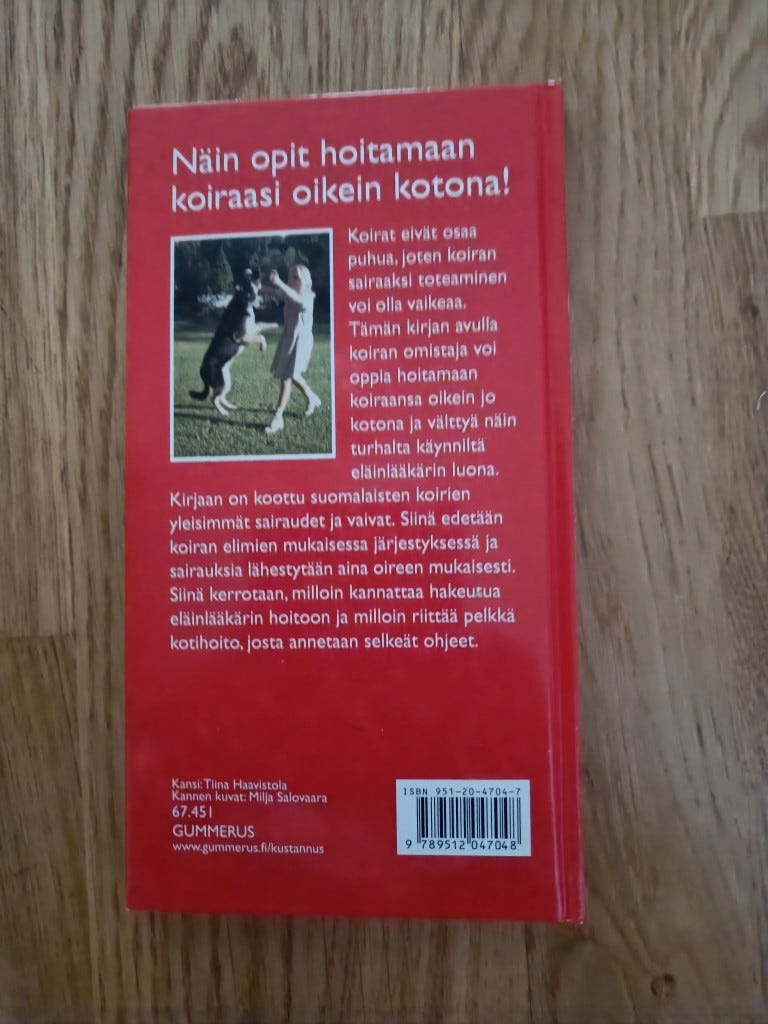 Näin opit hoitamaan
koiraasi oikein kotona!
Koirat eivät osaa
puhua, joten koiran
sairaaksi toteaminen
voi olla vaikeaa.
Tämän kirjan avulla
koiran omistaja voi
oppia hoitamaan
koiraansa oikein jo
kotona ja välttyä näin
turhalta käynniltä
eläinlääkärin luona.
Kirjaan on koottu suomalaisten koirien
yleisimmät sairaudet ja vaivat. Siinä edetään
koiran elimien mukaisessa järjestyksessä ja
sairauksia lähestytään aina oireen mukaisesti.
Siinä kerrotaan, milloin kannattaa hakeutua
eläinlääkärin hoitoon ja milloin riittää pelkkä
kotihoito, josta annetaan selkeät ohjeet.
Kansi: Tiina Haavistola
Kannen kuvat: Milja Salovaara
67.451
GUMMERUS
www.gummerus.fi/kustannus
ISBN 951-20-4704-7
9 789512 047048